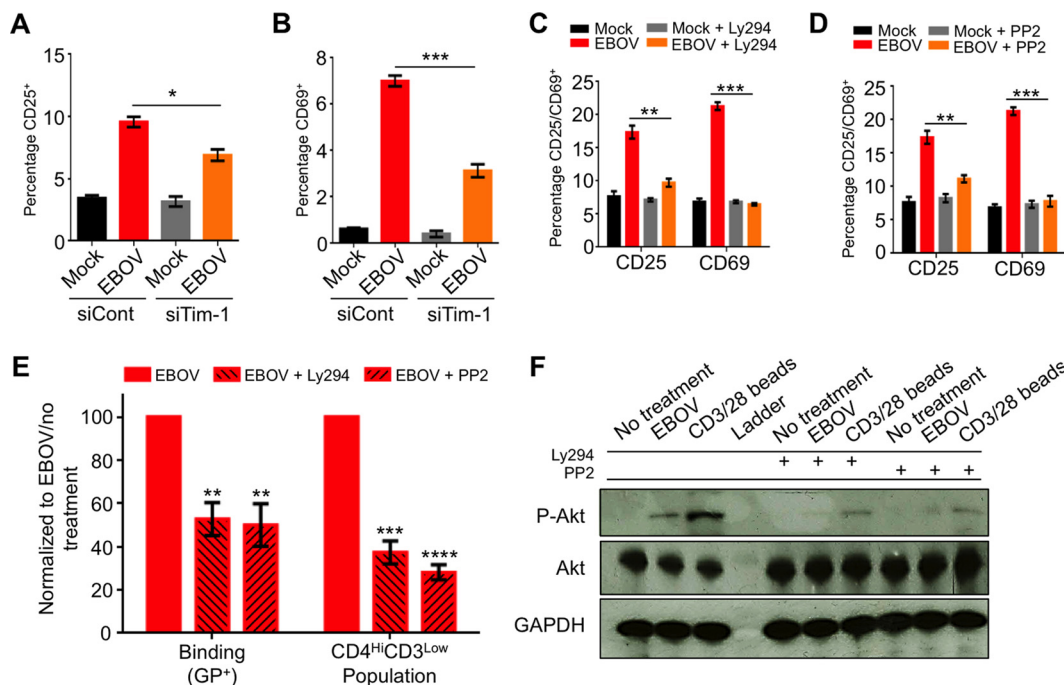 A
Percentage CD25⁺
15
10
5
0
*
Mock
EBOV
Mock
EBOV
siCont
siTim-1
B
Percentage CD69⁺
8
6
4
2
0
***
Mock
EBOV
Mock
EBOV
siCont
siTim-1
C
Mock
Mock + Ly294
EBOV
EBOV + Ly294
Percentage CD25/CD69⁺
25
20
15
10
5
0
**
***
CD25
CD69
D
Mock
Mock + PP2
EBOV
EBOV + PP2
Percentage CD25/CD69⁺
25
20
15
10
5
0
**
***
CD25
CD69
E
EBOV
EBOV + Ly294
EBOV + PP2
Normalized to EBOV/no
treatment
100
80
60
40
20
0
**
**
***
****
Binding
(GP⁺)
CD4ᴴⁱCD3ᴸᵒʷ
Population
F
No treatment
EBOV
CD3/28 beads
Ladder
No treatment
EBOV
CD3/28 beads
No treatment
EBOV
CD3/28 beads
Ly294 + + +
PP2 + + +
P-Akt
Akt
GAPDH